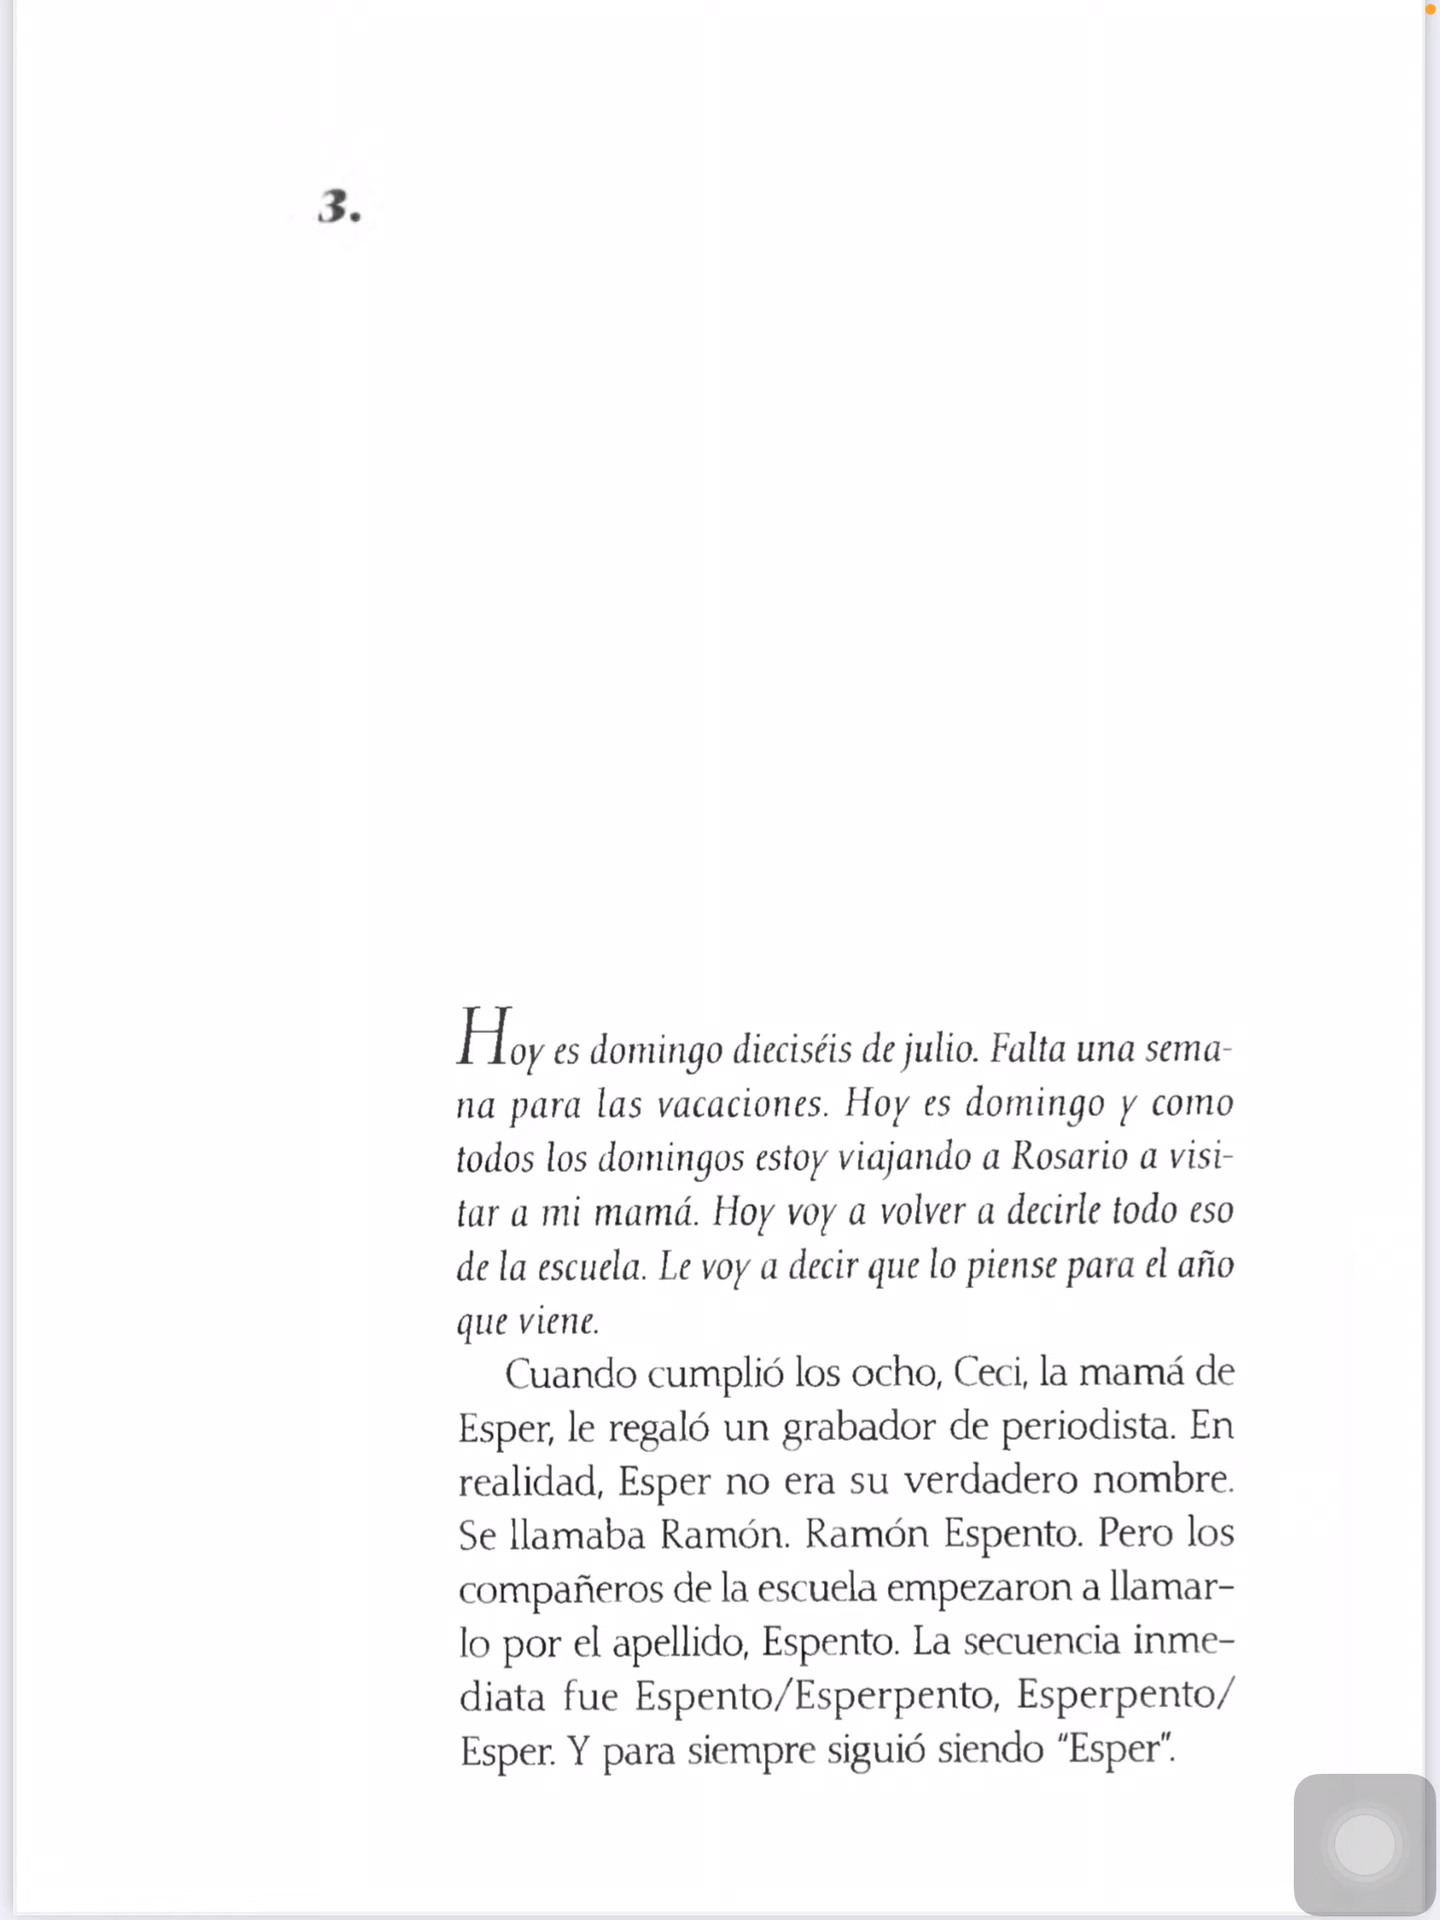 3.
Hoy es domingo dieciséis de julio. Falta una sema-
na para las vacaciones. Hoy es domingo y como
todos los domingos estoy viajando a Rosario a visi-
tar a mi mamá. Hoy voy a volver a decirle todo eso
de la escuela. Le voy a decir que lo piense para el año
que viene.
Cuando cumplió los ocho, Ceci, la mamá de
Esper, le regaló un grabador de periodista. En
realidad, Esper no era su verdadero nombre.
Se llamaba Ramón. Ramón Espento. Pero los
compañeros de la escuela empezaron a llamar-
lo por el apellido, Espento. La secuencia inme-
diata fue Espento/Esperpento, Esperpento/
Esper. Y para siempre siguió siendo "Esper".